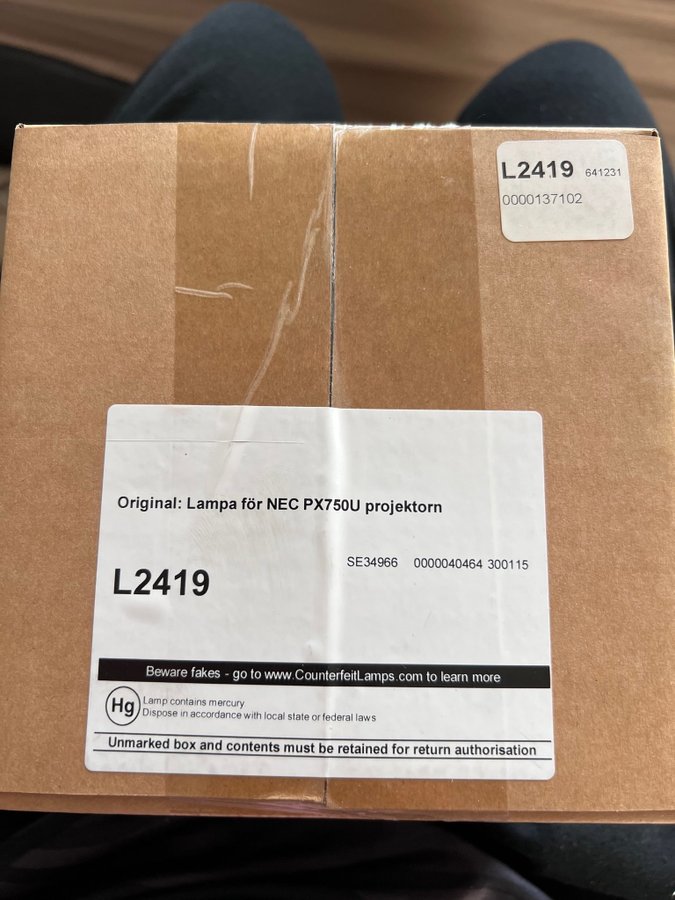 L2419 641231
0000137102
Original: Lampa för NEC PX750U projektorn
SE34966 0000040464 300115
L2419
Beware fakes - go to www.CounterfeitLamps.com to learn more
Hg
Lamp contains mercury
Dispose in accordance with local state or federal laws
Unmarked box and contents must be retained for return authorisation